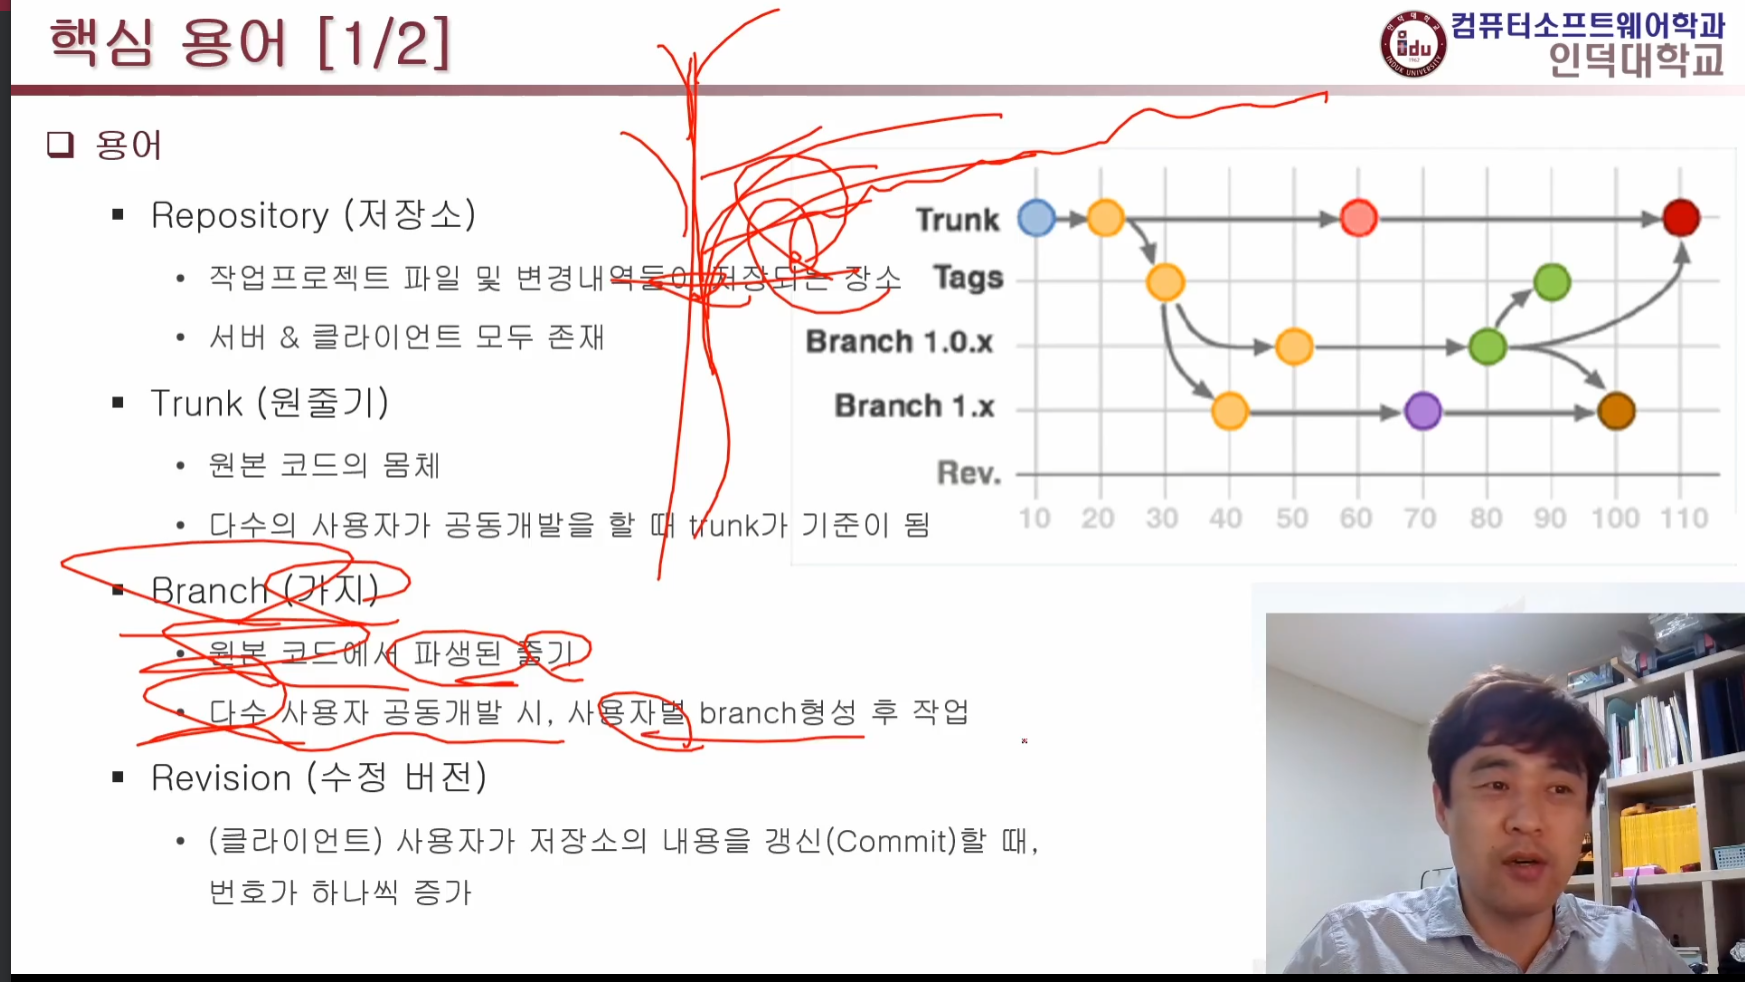 핵심 용어 [1/2]
컴퓨터소프트웨어학과
인덕대학교
edu
INDUK UNIVERSITY
용어
Repository (저장소)
작업프로젝트 파일 및 변경내역들이 저장되는 장소
서버 & 클라이언트 모두 존재
Trunk (원줄기)
원본 코드의 몸체
다수의 사용자가 공동개발을 할 때 trunk가 기준이 됨
Branch (가지)
원본 코드에서 파생된 줄기
다수 사용자 공동개발 시, 사용자별 branch형성 후 작업
Revision (수정 버전)
(클라이언트) 사용자가 저장소의 내용을 갱신(Commit)할 때,
번호가 하나씩 증가
Trunk
Tags
Branch 1.0.x
Branch 1.x
Rev.
10 20 30 40 50 60 70 80 90 100 110